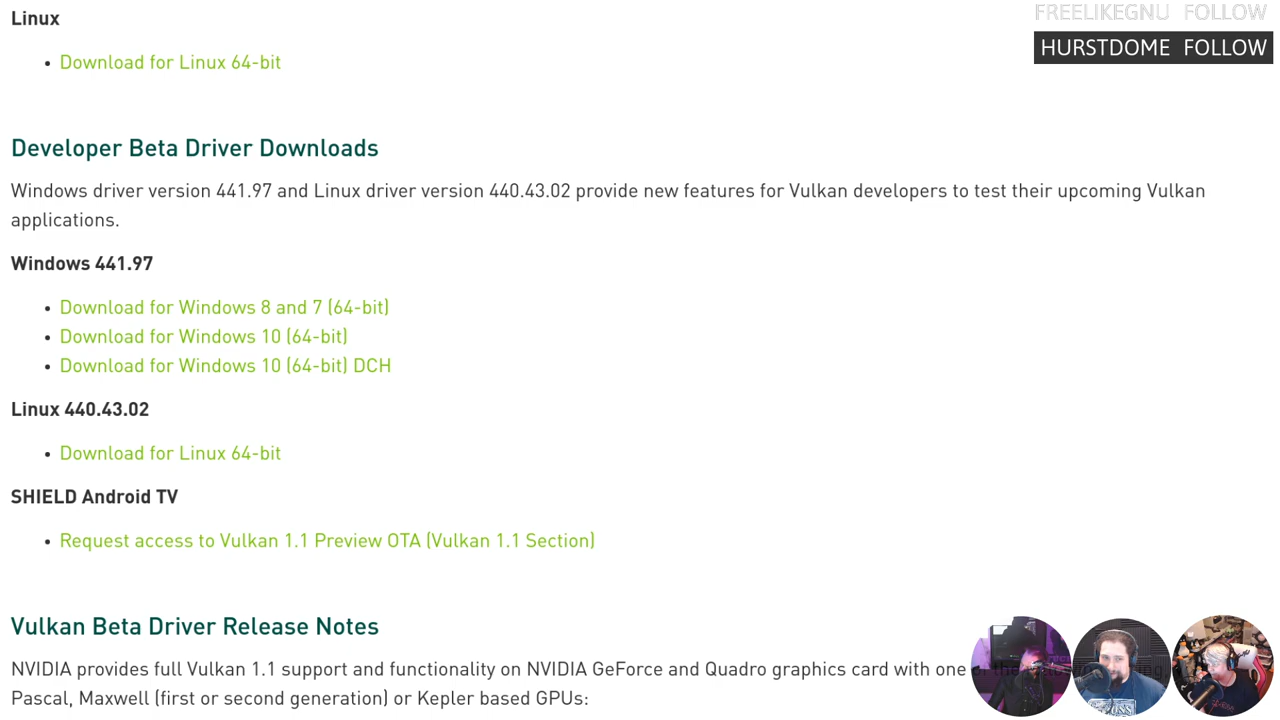 Linux
FREELIKEGNU FOLLOW
HURSTDOME FOLLOW
• Download for Linux 64-bit
Developer Beta Driver Downloads
Windows driver version 441.97 and Linux driver version 440.43.02 provide new features for Vulkan developers to test their upcoming Vulkan
applications.
Windows 441.97
• Download for Windows 8 and 7 (64-bit)
• Download for Windows 10 (64-bit)
• Download for Windows 10 (64-bit) DCH
Linux 440.43.02
• Download for Linux 64-bit
SHIELD Android TV
• Request access to Vulkan 1.1 Preview OTA (Vulkan 1.1 Section)
Vulkan Beta Driver Release Notes
NVIDIA provides full Vulkan 1.1 support and functionality on NVIDIA GeForce and Quadro graphics card with one of the
Pascal, Maxwell (first or second generation) or Kepler based GPUs: